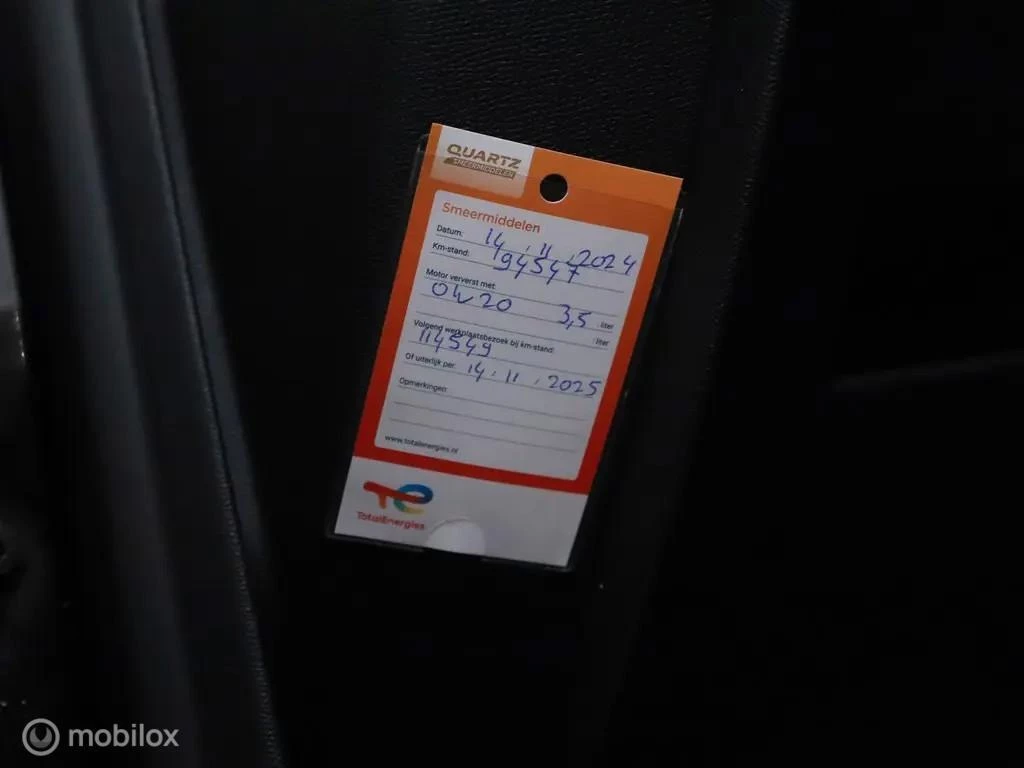 QUARTZ
SMEERMIDDELEN
Smeermiddelen
Datum: 14 . 11 . 2024
Km-stand: 94547
Motor ververst met:
0W20 3,5 liter
liter
Volgend werkplaatsbezoek bij km-stand:
114549
Of uiterlijk per: 14 . 11 . 2025
Opmerkingen:
www.totalenergies.nl
TotalEnergies
mobilox